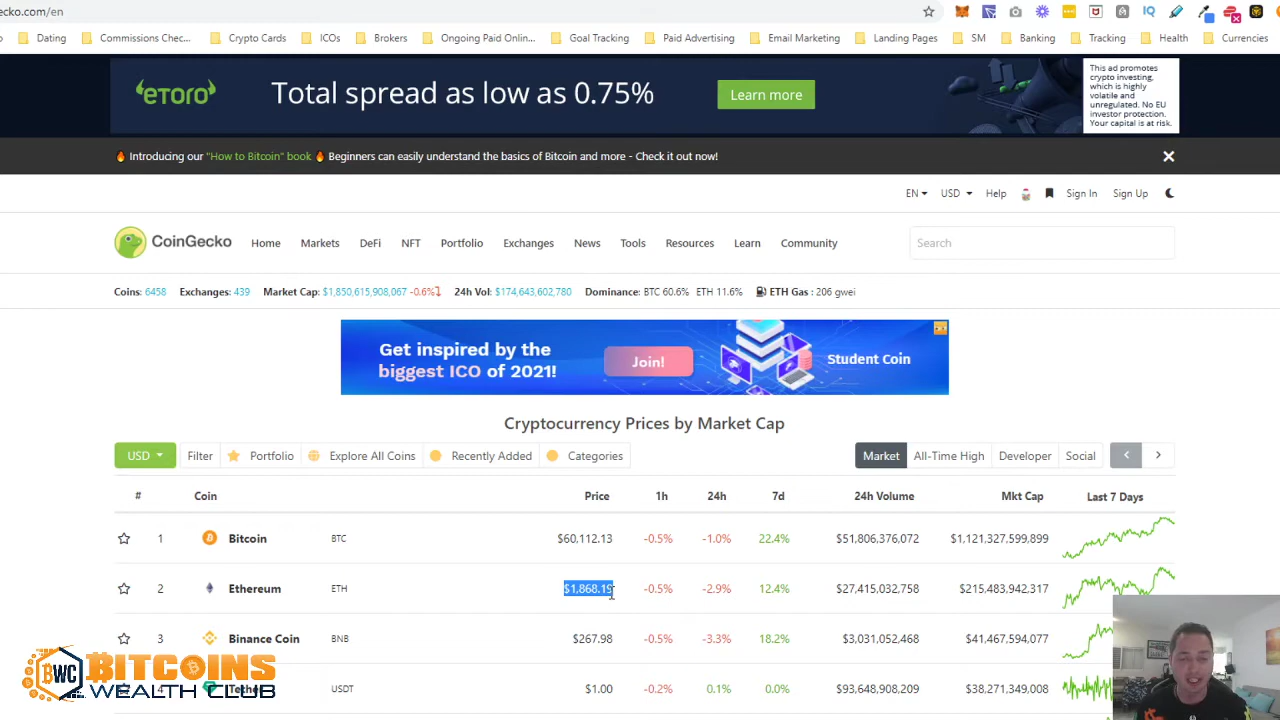 ecko.com/en
Dating
Commissions Chec...
Crypto Cards
ICOs
Brokers
Ongoing Paid Onlin...
Goal Tracking
Paid Advertising
Email Marketing
Landing Pages
SM
Banking
Tracking
Health
Currencies
eToro
Total spread as low as 0.75%
Learn more
This ad promotes
crypto investing,
which is highly
volatile and
unregulated. No EU
investor protection.
Your capital is at risk.
Introducing our "How to Bitcoin" book Beginners can easily understand the basics of Bitcoin and more - Check it out now!
EN USD Help Sign In Sign Up
CoinGecko Home Markets DeFi NFT Portfolio Exchanges News Tools Resources Learn Community Search
Coins: 6458 Exchanges: 439 Market Cap: $1,850,615,908,067 -0.6% 24h Vol: $174,643,602,780 Dominance: BTC 60.6% ETH 11.6% ETH Gas : 206 gwei
Get inspired by the
biggest ICO of 2021!
Join!
Student Coin
Cryptocurrency Prices by Market Cap
USD Filter Portfolio Explore All Coins Recently Added Categories Market All-Time High Developer Social
# Coin Price 1h 24h 7d 24h Volume Mkt Cap Last 7 Days
1 Bitcoin BTC $60,112.13 -0.5% -1.0% 22.4% $51,806,376,072 $1,121,327,599,899
2 Ethereum ETH $1,868.19 -0.5% -2.9% 12.4% $27,415,032,758 $215,483,942,317
3 Binance Coin BNB $267.98 -0.5% -3.3% 18.2% $3,031,052,468 $41,467,594,077
USDT $1.00 -0.2% 0.1% 0.0% $93,648,908,209 $38,271,349,008
BWC
BITCOINS
WEALTH CLUB